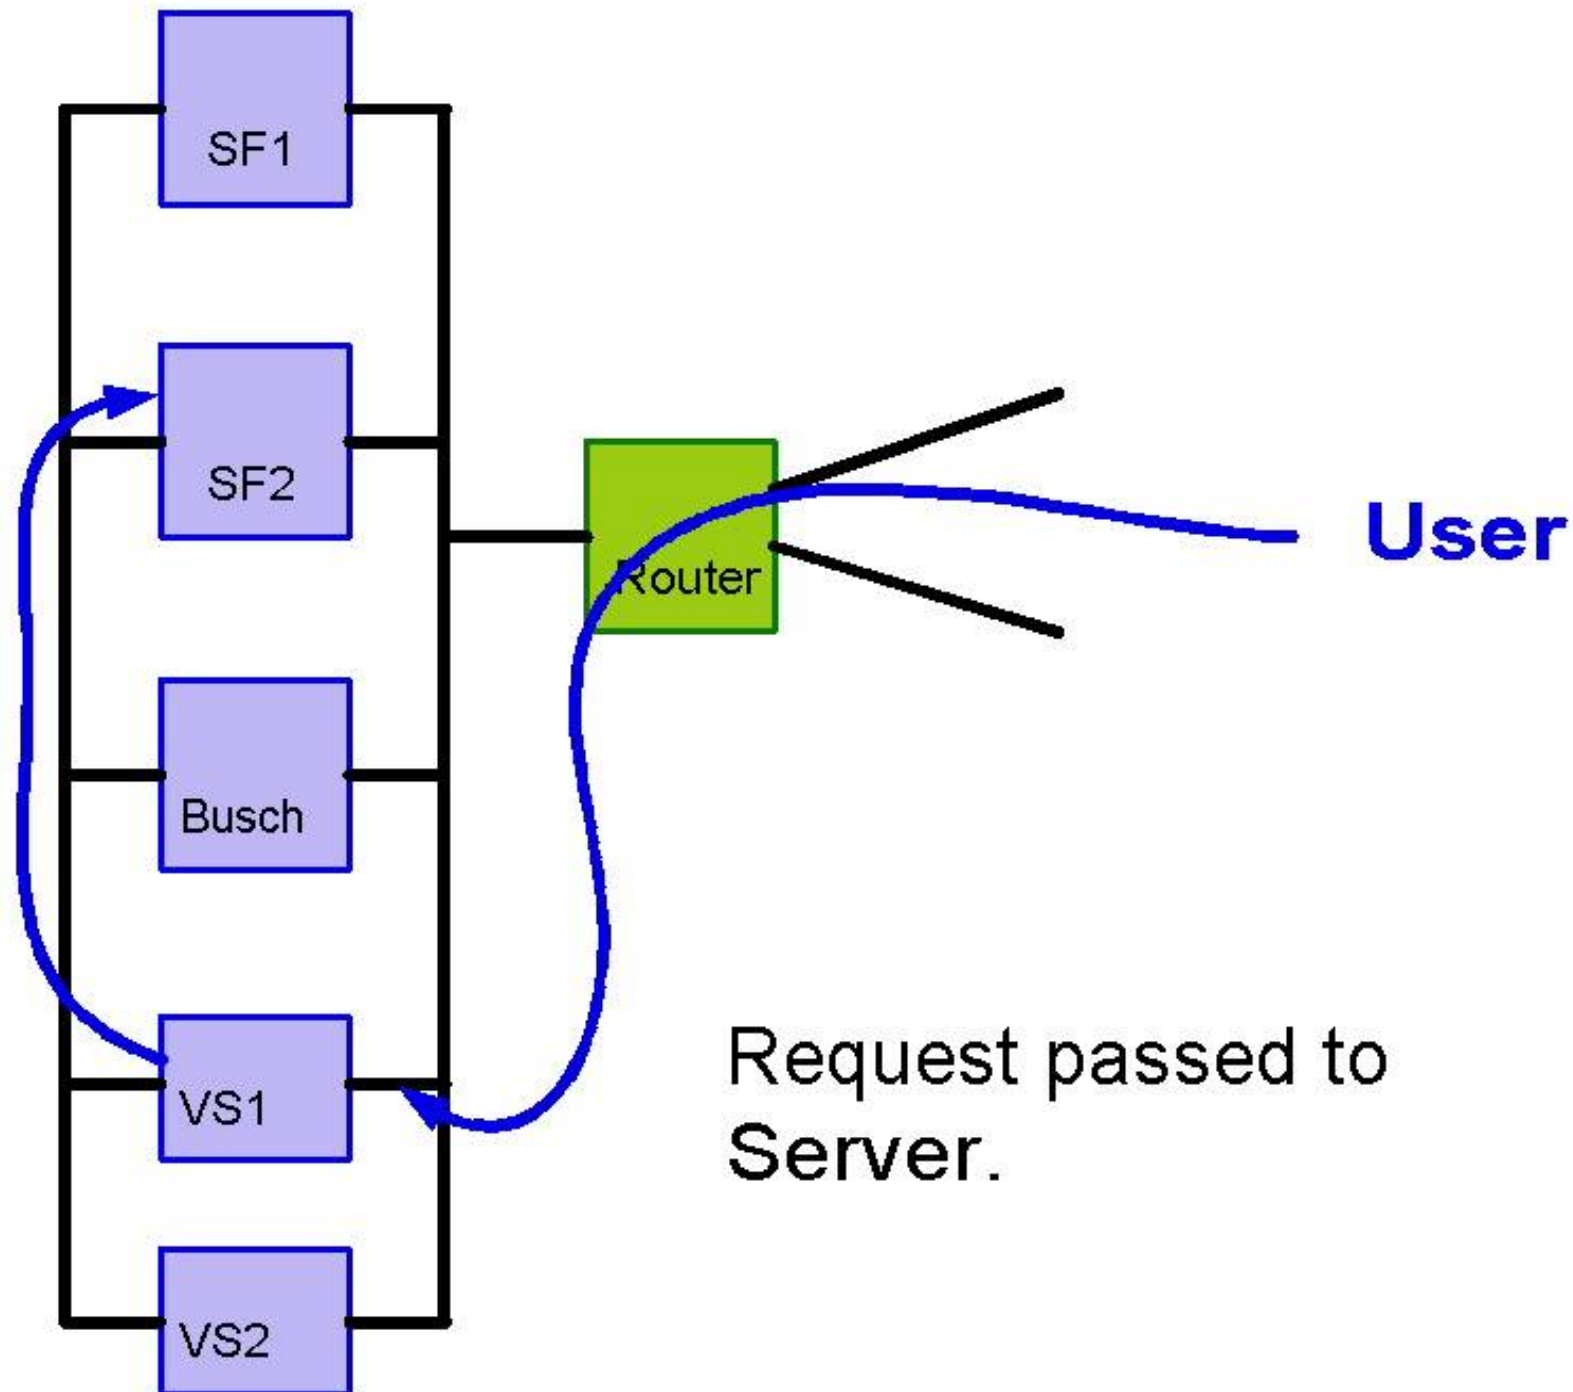 SF1
SF2
User
Router
Busch
Request passed to
Server.
VS1
VS2